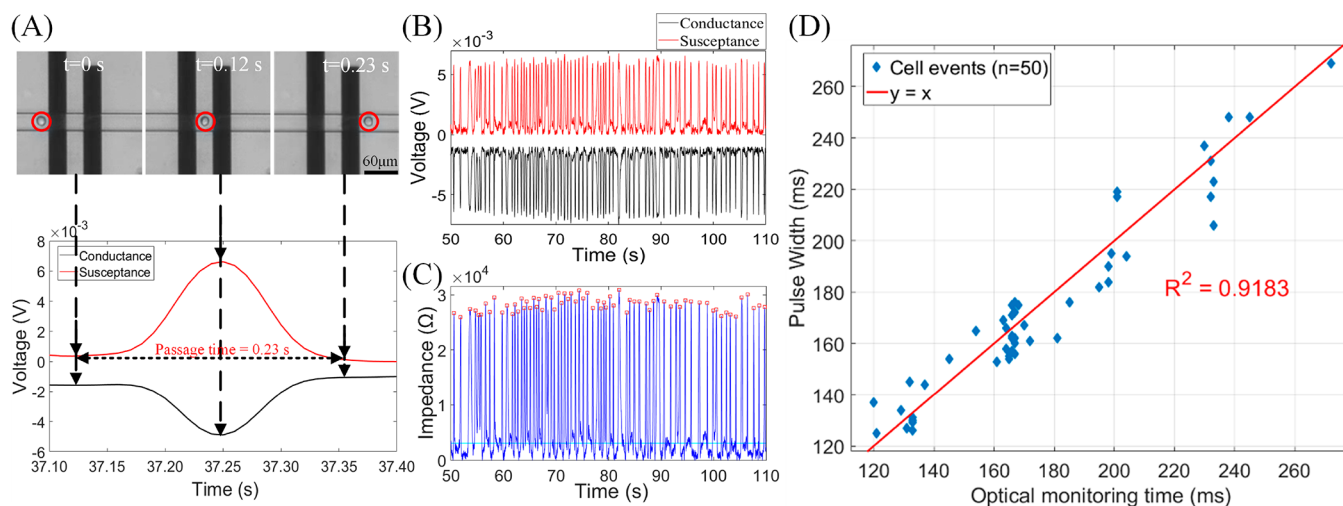 (A)
t=0 s
t=0.12 s
t=0.23 s
60μm
×10⁻³
8
6
4
2
0
-2
-4
-6
Voltage (V)
Conductance
Susceptance
Passage time = 0.23 s
37.10 37.15 37.20 37.25 37.30 37.35 37.40
Time (s)
(B)
×10⁻³
Conductance
Susceptance
5
0
-5
Voltage (V)
50 60 70 80 90 100 110
Time (s)
(C)
×10⁴
3
2
1
0
Impedance (Ω)
50 60 70 80 90 100 110
Time (s)
(D)
Cell events (n=50)
y = x
260
240
220
200
180
160
140
120
Pulse Width (ms)
R² = 0.9183
120 140 160 180 200 220 240 260
Optical monitoring time (ms)